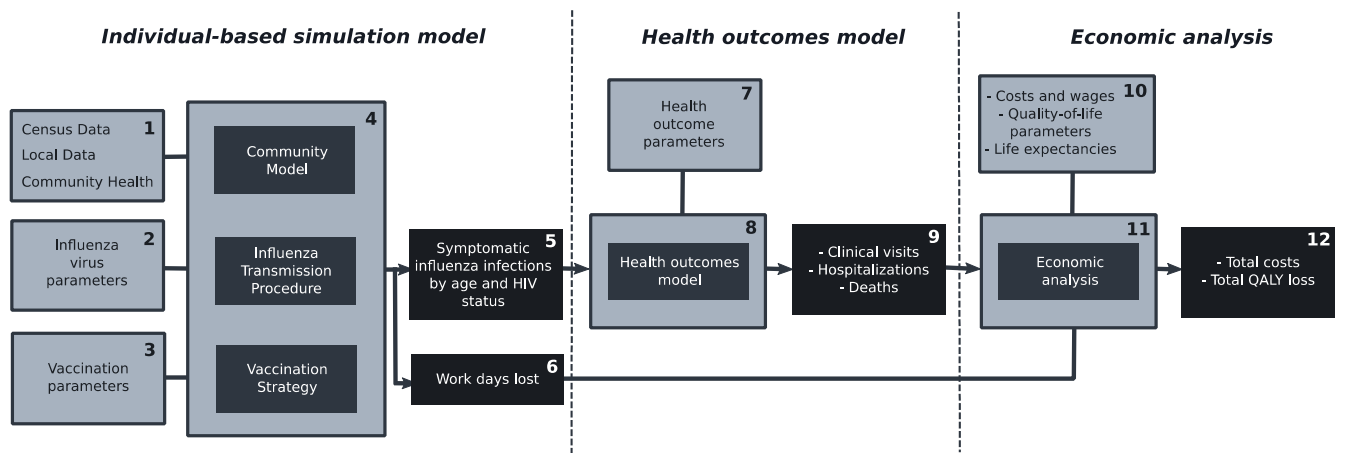 Individual-based simulation model
Health outcomes model
Economic analysis
Census Data
1
Local Data
Community Health
Influenza
virus
parameters
2
Vaccination
parameters
3
4
Community
Model
Influenza
Transmission
Procedure
Vaccination
Strategy
Symptomatic
influenza infections
by age and HIV
status
5
Work days lost
6
Health
outcome
parameters
7
8
Health outcomes
model
- Clinical visits
- Hospitalizations
- Deaths
9
- Costs and wages
- Quality-of-life
parameters
- Life expectancies
10
11
Economic
analysis
12
- Total costs
- Total QALY loss